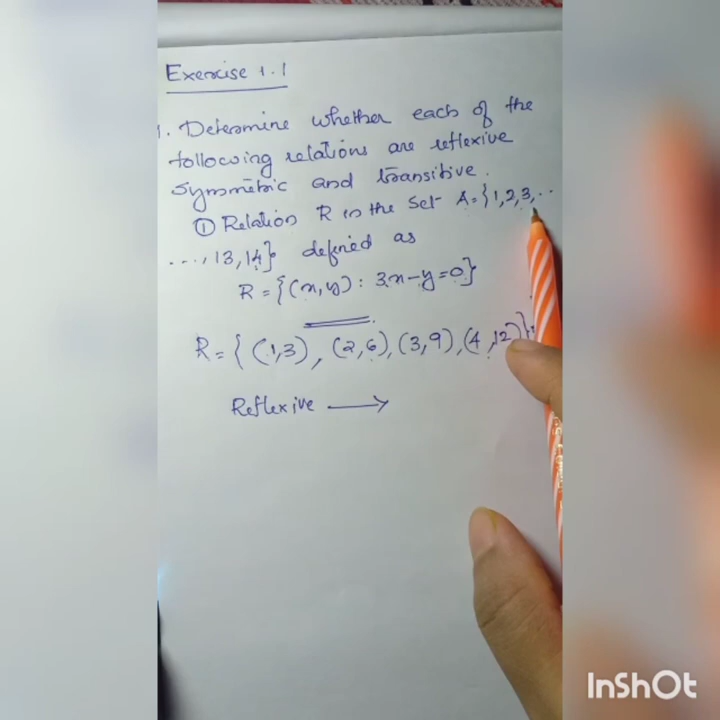 Exercise 1.1
1. Determine whether each of the
following relations are reflexive
symmetric and transitive.
① Relation R in the set A = {1,2,3,..
...., 13,14} defined as
R = {(x,y) : 3x-y=0}
R = { (1,3) , (2,6), (3,9), (4,12)}
Reflexive ⟶
InShOt